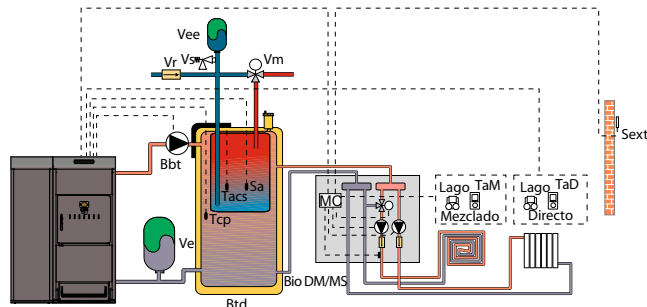 Vee
Vs
Vr
Vm
Sext
Bbt
Sa
Tacs
Tcp
MC
Lago TaM
Mezclado
Lago TaD
Directo
Ve
Bio DM/MS
Btd